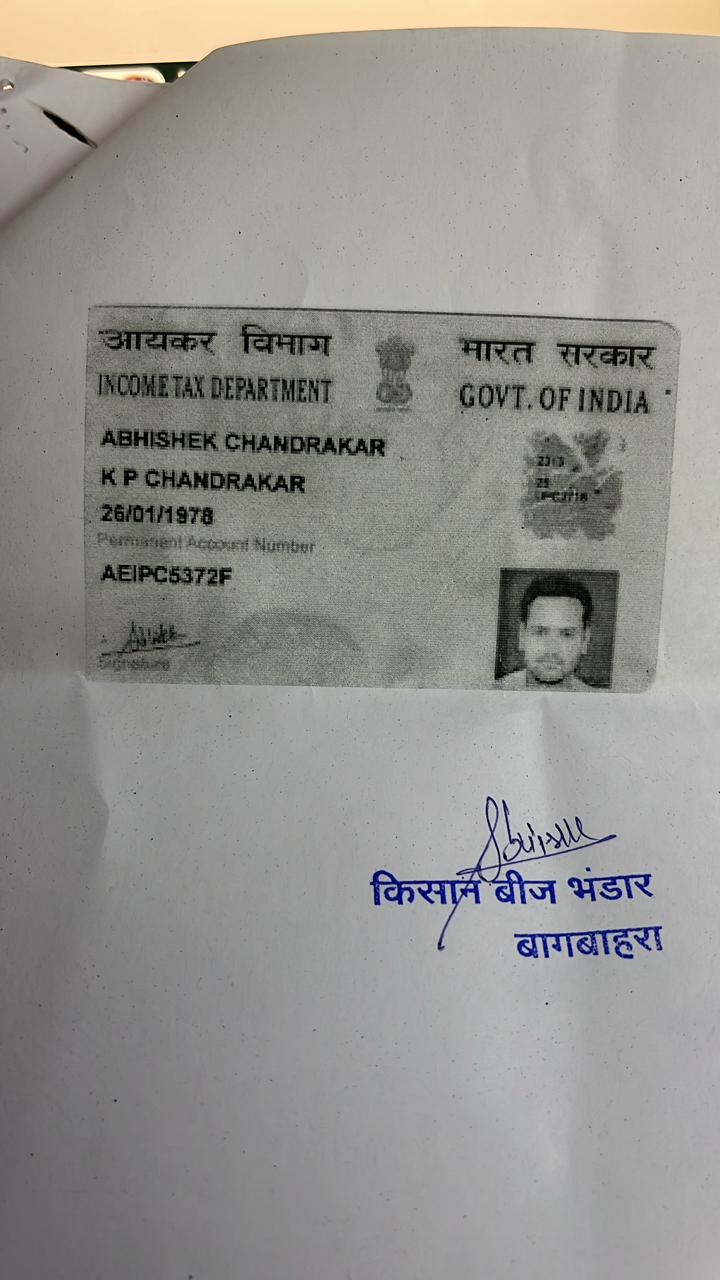 आयकर विभाग
भारत सरकार
INCOME TAX DEPARTMENT
GOVT. OF INDIA
ABHISHEK CHANDRAKAR
K P CHANDRAKAR
26/01/1978
Permanent Account Number
AEIPC5372F
Signature
किसान बीज भंडार
बागबाहरा